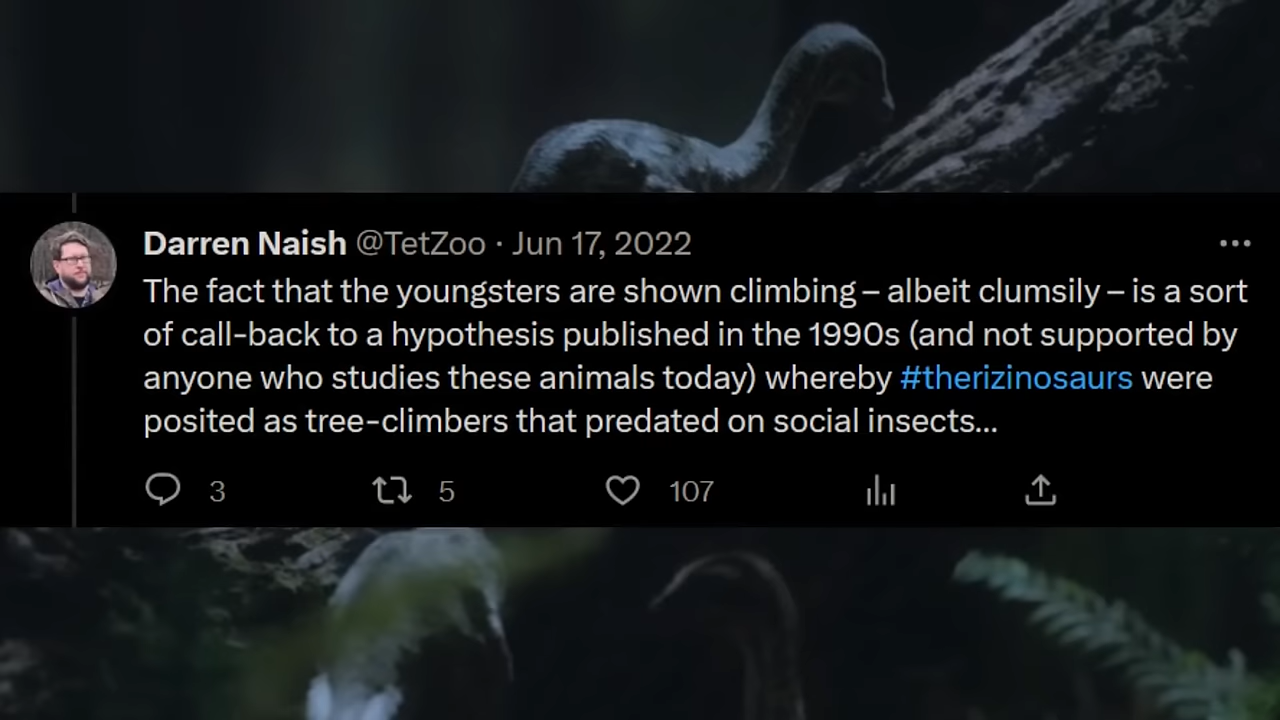 Darren Naish @TetZoo · Jun 17, 2022
The fact that the youngsters are shown climbing – albeit clumsily – is a sort
of call-back to a hypothesis published in the 1990s (and not supported by
anyone who studies these animals today) whereby #therizinosaurs were
posited as tree-climbers that predated on social insects...
3 5 107